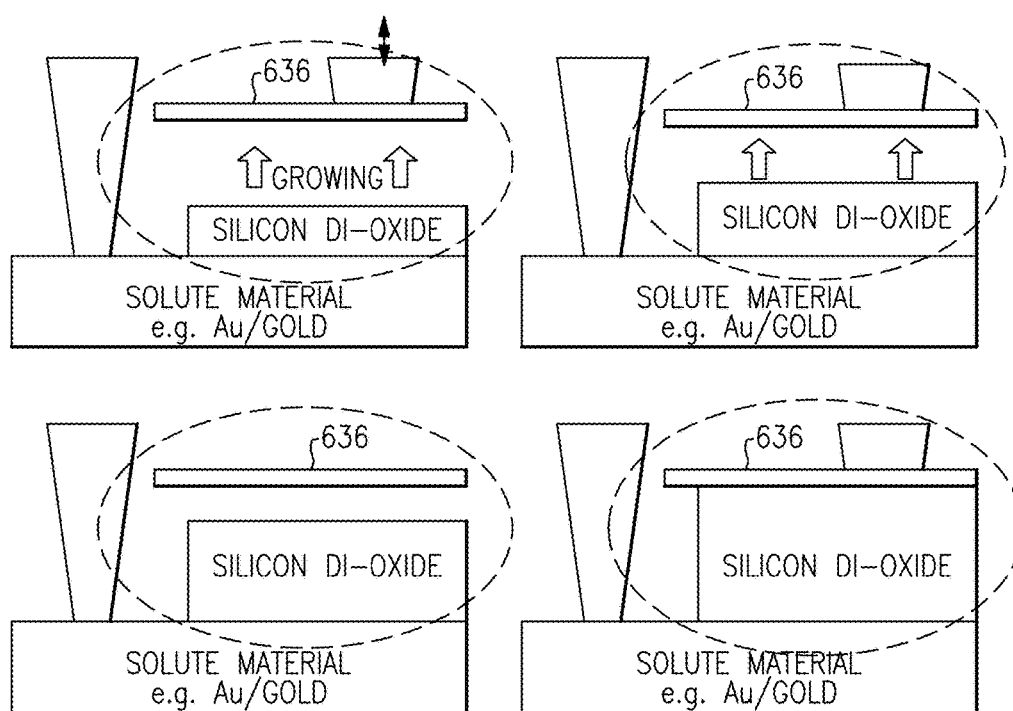 636
636
GROWING
SILICON DI-OXIDE
SILICON DI-OXIDE
SOLUTE MATERIAL
e.g. Au/GOLD
SOLUTE MATERIAL
e.g. Au/GOLD
636
636
SILICON DI-OXIDE
SILICON DI-OXIDE
SOLUTE MATERIAL
e.g. Au/GOLD
SOLUTE MATERIAL
e.g. Au/GOLD